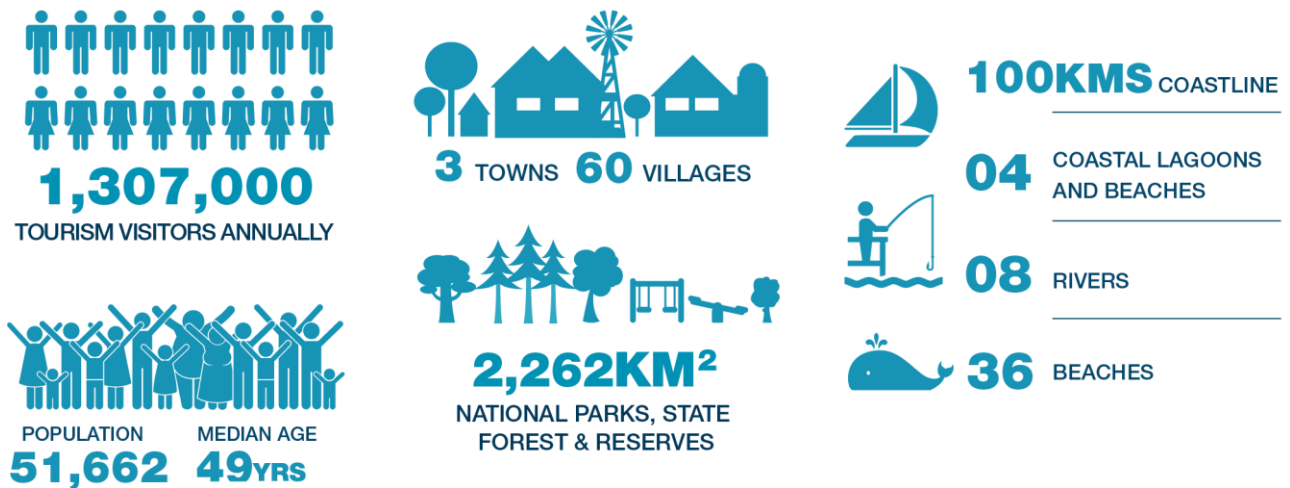 1,307,000
TOURISM VISITORS ANNUALLY
POPULATION
51,662
MEDIAN AGE
49YRS
3 TOWNS 60 VILLAGES
2,262KM²
NATIONAL PARKS, STATE
FOREST & RESERVES
100KMS COASTLINE
04 COASTAL LAGOONS
AND BEACHES
08 RIVERS
36 BEACHES